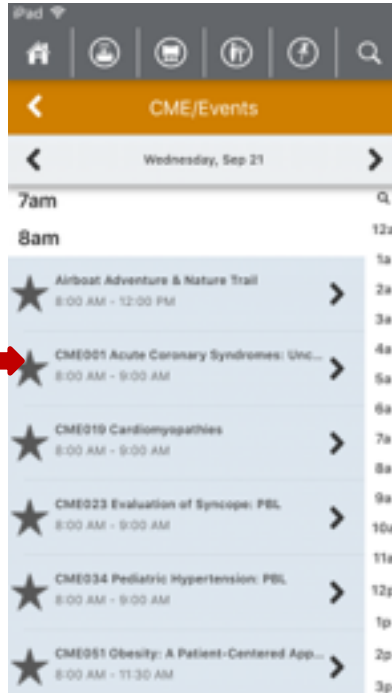 iPad
CME/Events
Wednesday, Sep 21
7am
8am
Airboat Adventure & Nature Trail
8:00 AM - 12:00 PM
CME001 Acute Coronary Syndromes: Unc...
8:00 AM - 9:00 AM
CME019 Cardiomyopathies
8:00 AM - 9:00 AM
CME023 Evaluation of Syncope: PBL
8:00 AM - 9:00 AM
CME034 Pediatric Hypertension: PBL
8:00 AM - 9:00 AM
CME051 Obesity: A Patient-Centered App...
8:00 AM - 11:30 AM
12a
1a
2a
3a
4a
5a
6a
7a
8a
9a
10a
11a
12p
1p
2p
3p